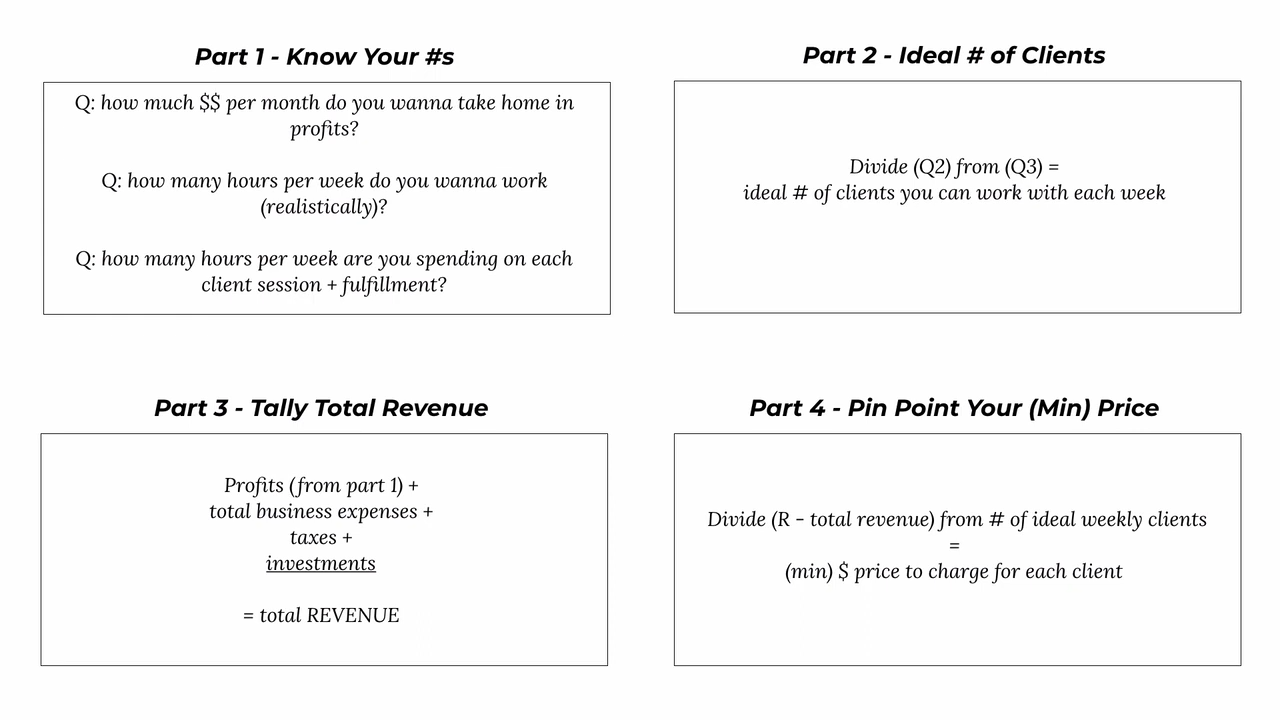 Part 1 - Know Your #s
Q: how much $$ per month do you wanna take home in
profits?
Q: how many hours per week do you wanna work
(realistically)?
Q: how many hours per week are you spending on each
client session + fulfillment?
Part 2 - Ideal # of Clients
Divide (Q2) from (Q3) =
ideal # of clients you can work with each week
Part 3 - Tally Total Revenue
Profits (from part 1) +
total business expenses +
taxes +
investments
= total REVENUE
Part 4 - Pin Point Your (Min) Price
Divide (R - total revenue) from # of ideal weekly clients
=
(min) $ price to charge for each client